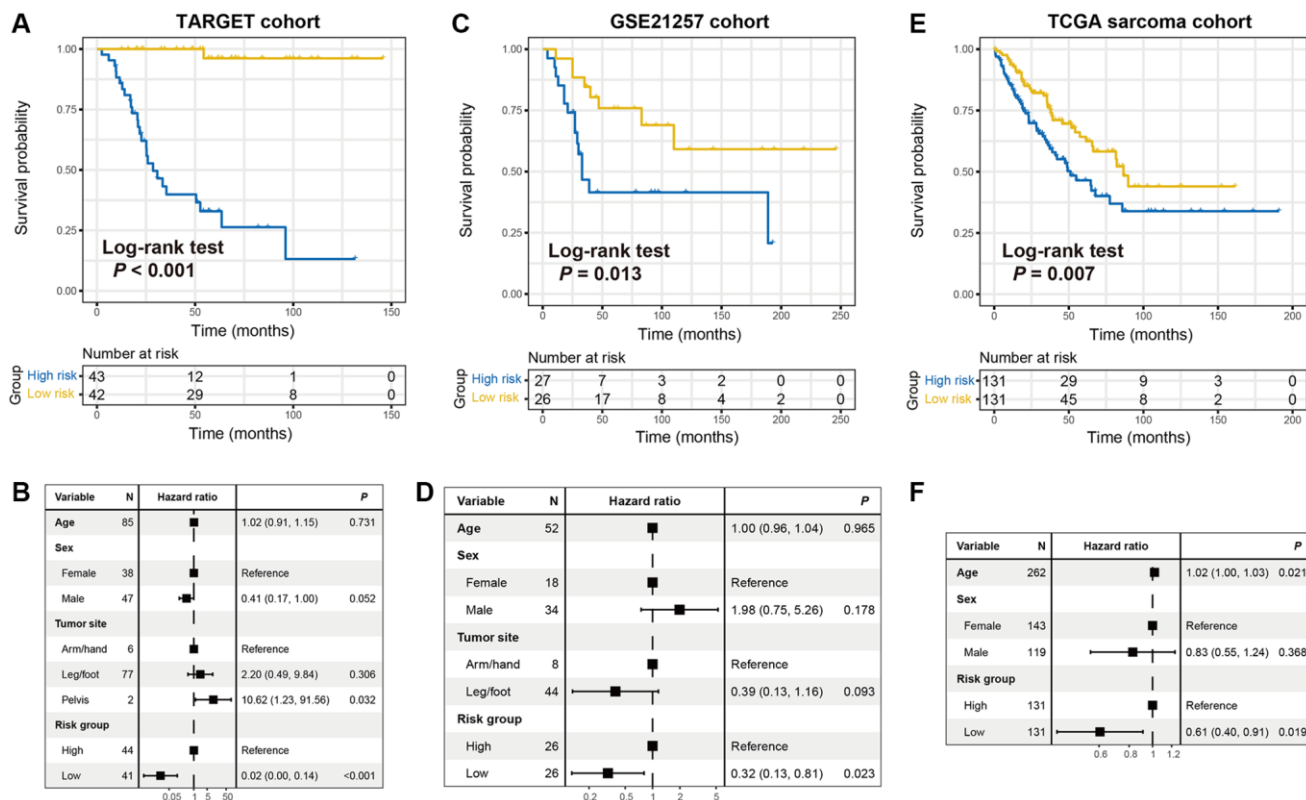 A
TARGET cohort
Survival probability
1.00
0.75
0.50
0.25
0.00
Log-rank test
P < 0.001
0 50 100 150
Time (months)
Number at risk
Group
High risk 43 12 1 0
Low risk 42 29 8 0
Time (months)
C
GSE21257 cohort
Survival probability
1.00
0.75
0.50
0.25
0.00
Log-rank test
P = 0.013
0 50 100 150 200 250
Time (months)
Number at risk
Group
High risk 27 7 3 2 0 0
Low risk 26 17 8 4 2 0
0 50 100 150 200 250
Time (months)
E
TCGA sarcoma cohort
Survival probability
1.00
0.75
0.50
0.25
0.00
Log-rank test
P = 0.007
0 50 100 150 200
Time (months)
Number at risk
Group
High risk 131 29 9 3 0
Low risk 131 45 8 2 0
0 50 100 150 200
Time (months)
B
Variable N Hazard ratio P
Age 85 1.02 (0.91, 1.15) 0.731
Sex
Female 38 Reference
Male 47 0.41 (0.17, 1.00) 0.052
Tumor site
Arm/hand 6 Reference
Leg/foot 77 2.20 (0.49, 9.84) 0.306
Pelvis 2 10.62 (1.23, 91.56) 0.032
Risk group
High 44 Reference
Low 41 0.02 (0.00, 0.14) <0.001
0.05 1 5 50
D
Variable N Hazard ratio P
Age 52 1.00 (0.96, 1.04) 0.965
Sex
Female 18 Reference
Male 34 1.98 (0.75, 5.26) 0.178
Tumor site
Arm/hand 8 Reference
Leg/foot 44 0.39 (0.13, 1.16) 0.093
Risk group
High 26 Reference
Low 26 0.32 (0.13, 0.81) 0.023
0.2 0.5 1 2 5
F
Variable N Hazard ratio P
Age 262 1.02 (1.00, 1.03) 0.021
Sex
Female 143 Reference
Male 119 0.83 (0.55, 1.24) 0.368
Risk group
High 131 Reference
Low 131 0.61 (0.40, 0.91) 0.019
0.6 0.8 1 1.2